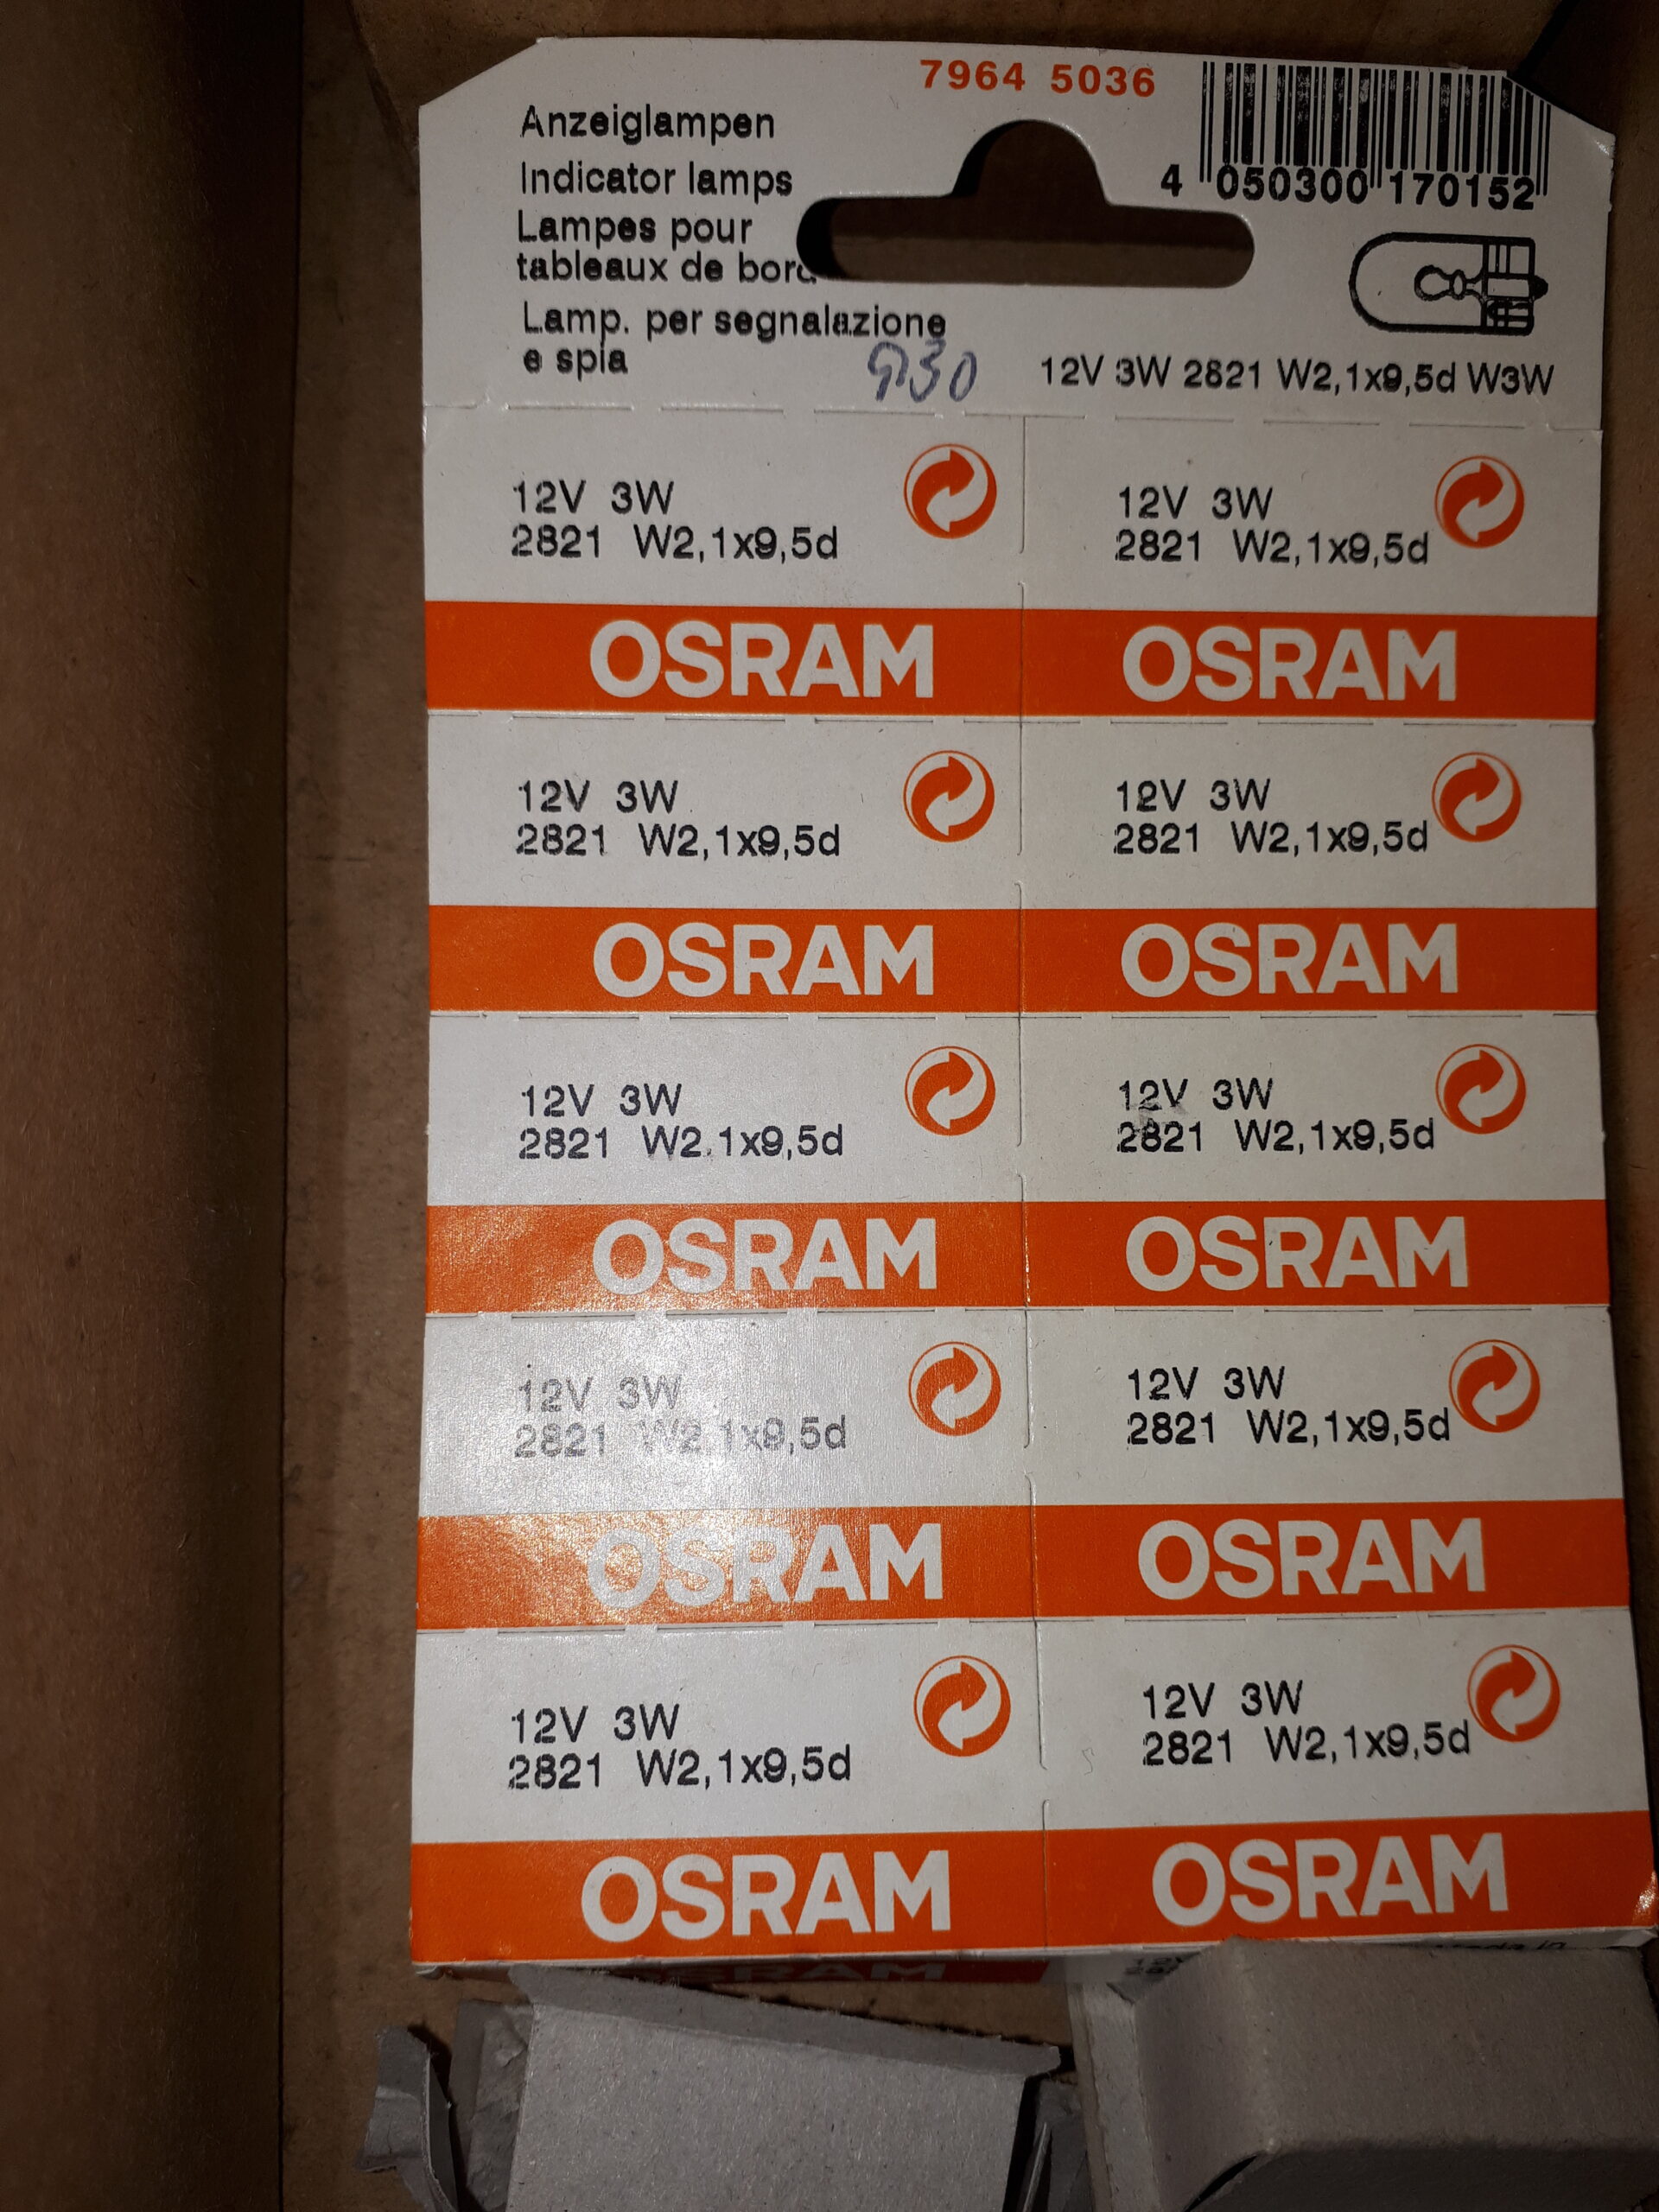 7964 5036
Anzeiglampen
Indicator lamps
Lampes pour
tableaux de bord
Lamp. per segnalazione
e spia
4 050300 170152
12V 3W 2821 W2,1x9,5d W3W
12V 3W
2821 W2,1x9,5d
OSRAM
12V 3W
2821 W2,1x9,5d
OSRAM
12V 3W
2821 W2,1x9,5d
OSRAM
12V 3W
2821 W2,1x9,5d
OSRAM
12V 3W
2821 W2,1x9,5d
OSRAM
12V 3W
2821 W2,1x9,5d
OSRAM
12V 3W
2821 W2,1x9,5d
OSRAM
12V 3W
2821 W2,1x9,5d
OSRAM
12V 3W
2821 W2,1x9,5d
OSRAM
12V 3W
2821 W2,1x9,5d
OSRAM
OSRAM